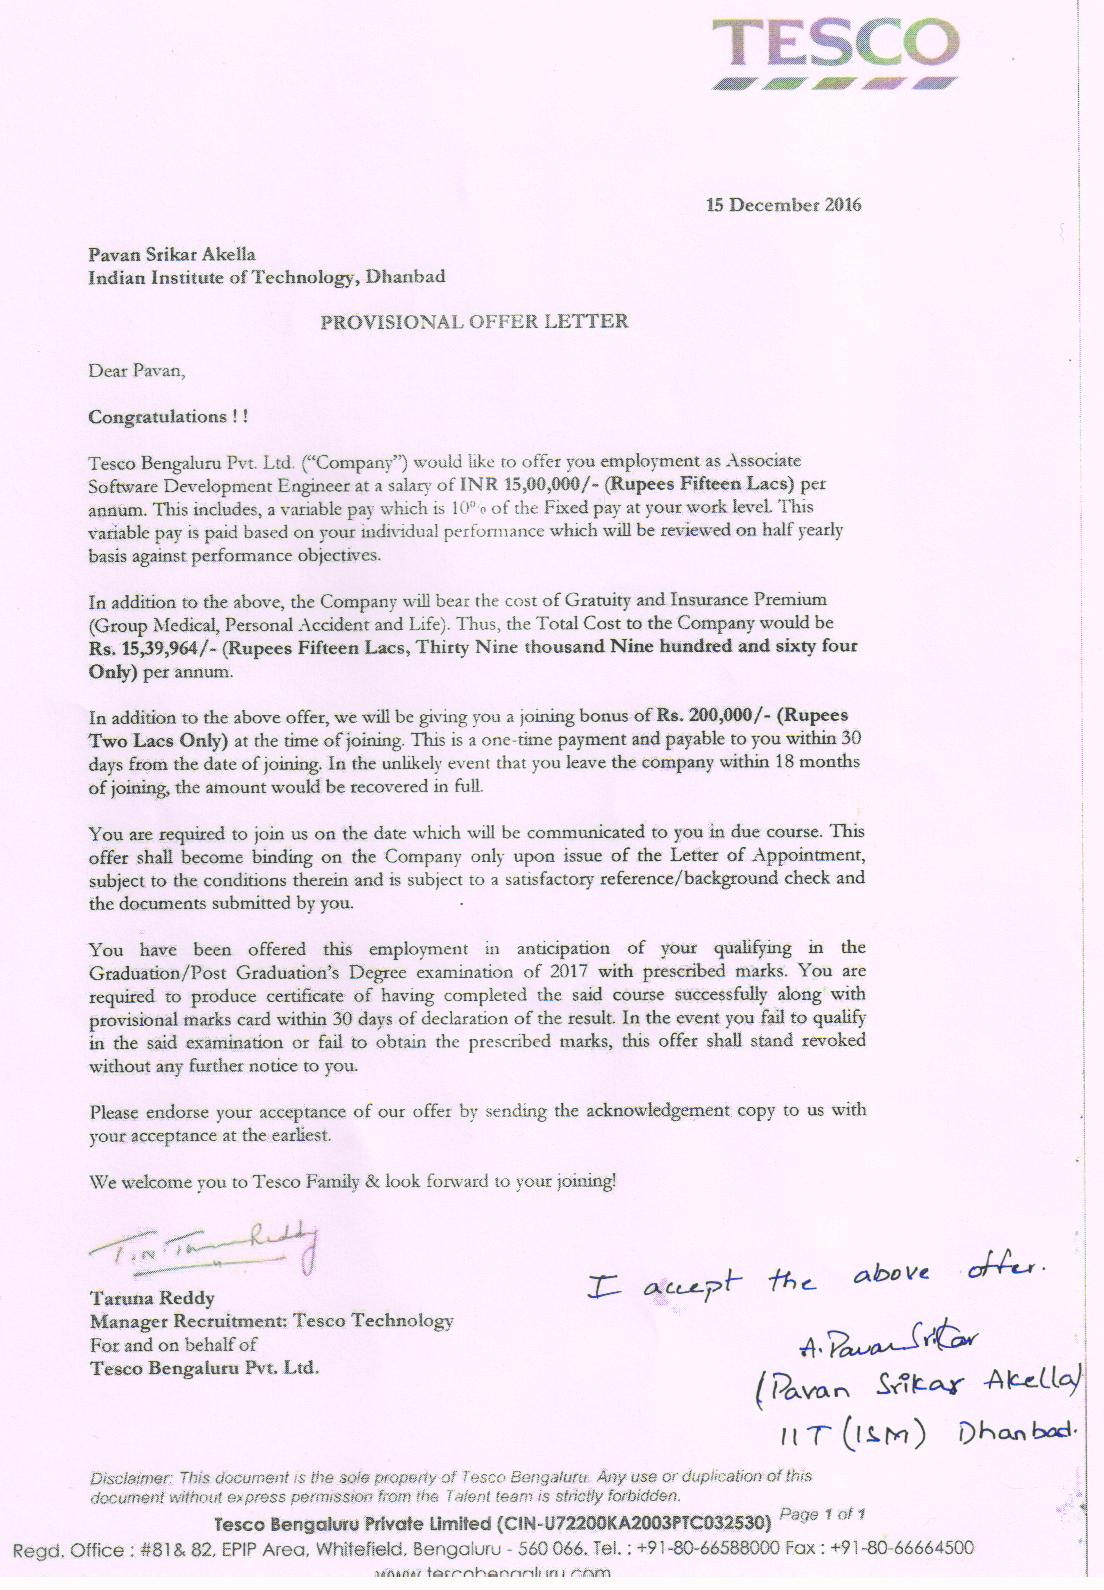 TESCO
15 December 2016
Pavan Srikar Akella
Indian Institute of Technology, Dhanbad
PROVISIONAL OFFER LETTER
Dear Pavan,
Congratulations ! !
Tesco Bengaluru Pvt. Ltd. (“Company”) would like to offer you employment as Associate
Software Development Engineer at a salary of INR 15,00,000/- (Rupees Fifteen Lacs) per
annum. This includes, a variable pay which is 10% of the Fixed pay at your work level. This
variable pay is paid based on your individual performance which will be reviewed on half yearly
basis against performance objectives.
In addition to the above, the Company will bear the cost of Gratuity and Insurance Premium
(Group Medical, Personal Accident and Life). Thus, the Total Cost to the Company would be
Rs. 15,39,964/- (Rupees Fifteen Lacs, Thirty Nine thousand Nine hundred and sixty four
Only) per annum.
In addition to the above offer, we will be giving you a joining bonus of Rs. 200,000/- (Rupees
Two Lacs Only) at the time of joining. This is a one-time payment and payable to you within 30
days from the date of joining. In the unlikely event that you leave the company within 18 months
of joining, the amount would be recovered in full.
You are required to join us on the date which will be communicated to you in due course. This
offer shall become binding on the Company only upon issue of the Letter of Appointment,
subject to the conditions therein and is subject to a satisfactory reference/background check and
the documents submitted by you.
You have been offered this employment in anticipation of your qualifying in the
Graduation/Post Graduation’s Degree examination of 2017 with prescribed marks. You are
required to produce certificate of having completed the said course successfully along with
provisional marks card within 30 days of declaration of the result. In the event you fail to qualify
in the said examination or fail to obtain the prescribed marks, this offer shall stand revoked
without any further notice to you.
Please endorse your acceptance of our offer by sending the acknowledgement copy to us with
your acceptance at the earliest.
We welcome you to Tesco Family & look forward to your joining!
Reddy
Taruna Reddy
Manager Recruitment: Tesco Technology
For and on behalf of
Tesco Bengaluru Pvt. Ltd.
I accept the above offer.
A. Pavan Srikar
(Pavan Srikar Akella)
IIT (ISM) Dhanbad.
Disclaimer: This document is the sole property of Tesco Bengaluru. Any use or duplication of this
document without express permission from the Talent team is strictly forbidden.
Page 1 of 1
Tesco Bengaluru Private Limited (CIN-U72200KA2003PTC032530)
Regd. Office : #81& 82, EPIP Area, Whitefield, Bengaluru - 560 066. Tel. : +91-80-66588000 Fax : +91-80-66664500
www.tescobengaluru.com